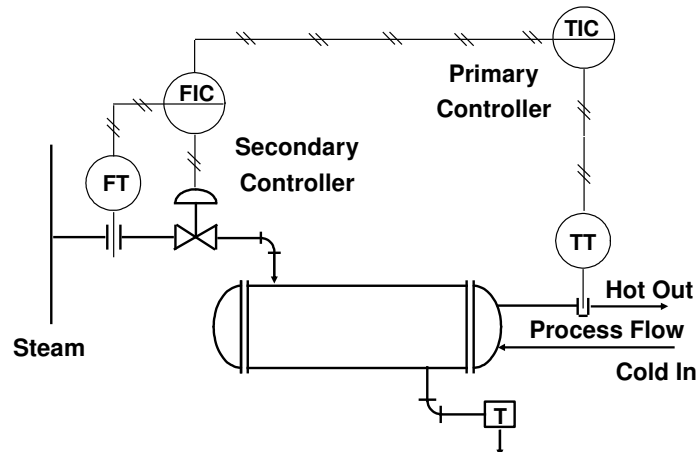 TIC
FIC
Primary
Controller
Secondary
Controller
FT
TT
Hot Out
Process Flow
Steam
Cold In
T